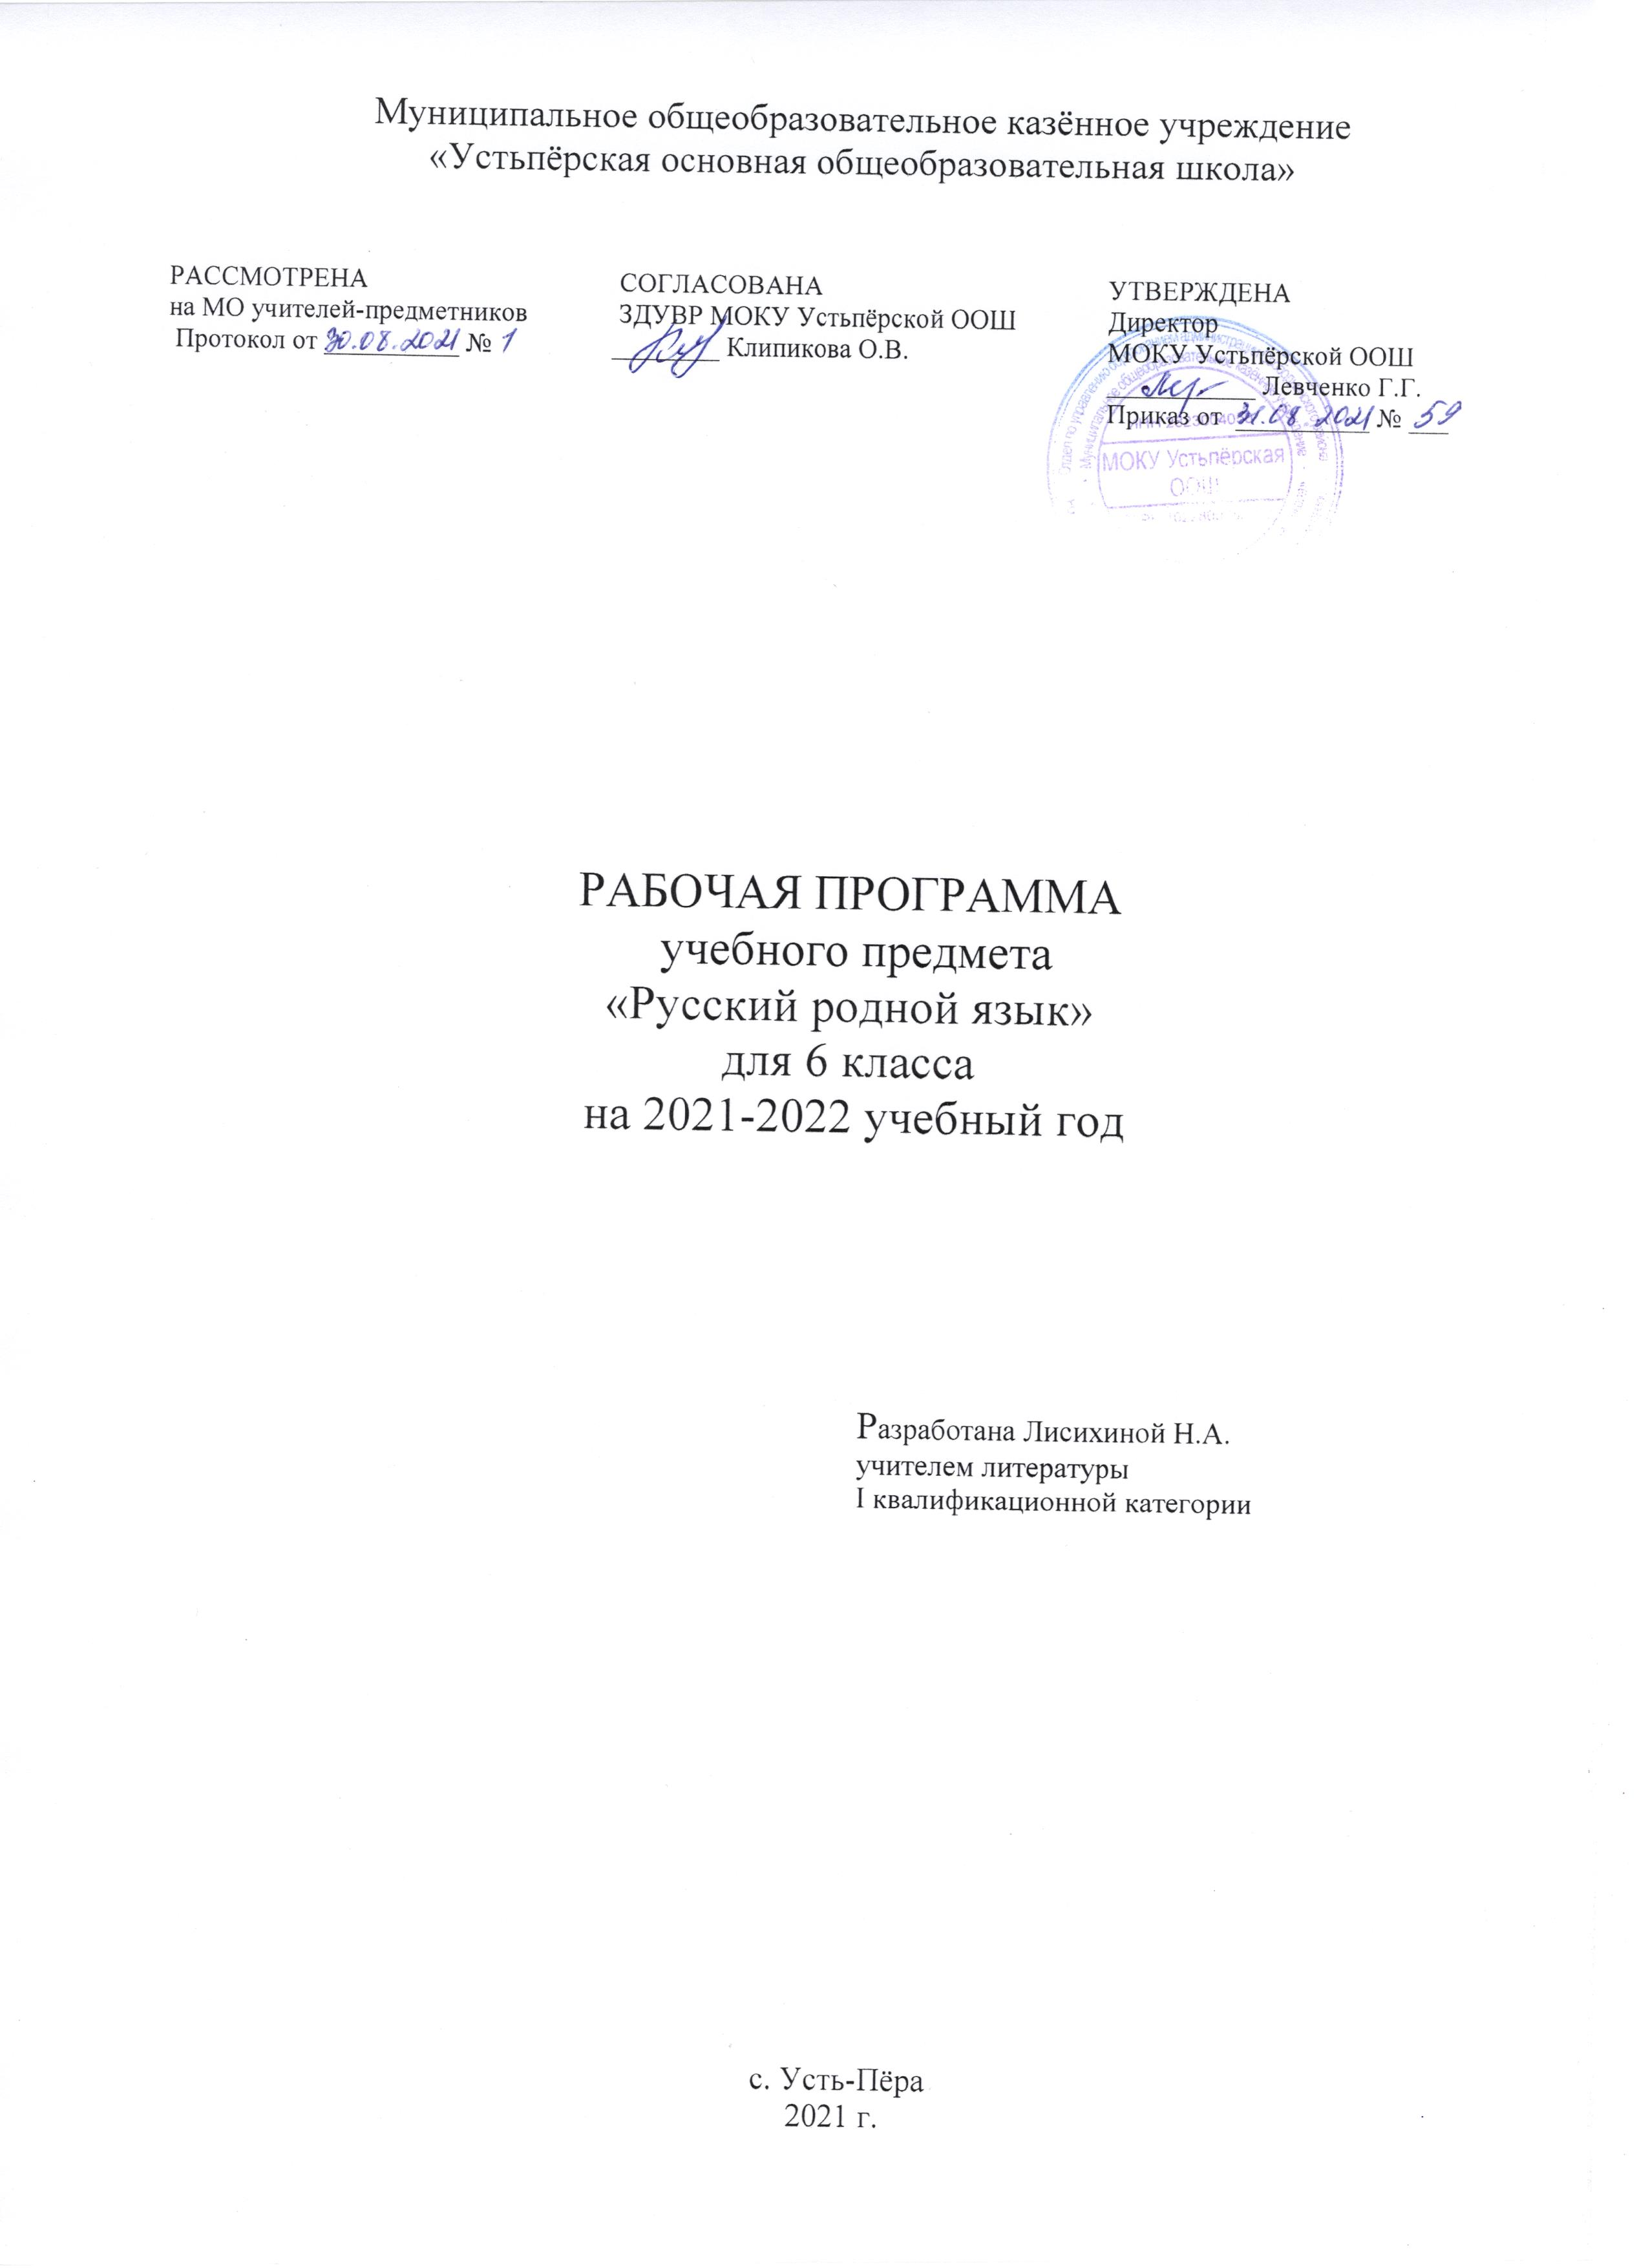 Муниципальное общеобразовательное казённое учреждение
«Устьпёрская основная общеобразовательная школа»
РАССМОТРЕНА
на МО учителей-предметников
Протокол от 30.08.2021 № 1
СОГЛАСОВАНА
ЗДУВР МОКУ Устьпёрской ООШ
________ Клипикова О.В.
УТВЕРЖДЕНА
Директор
МОКУ Устьпёрской ООШ
___________ Левченко Г.Г.
Приказ от 31.08 2021 № 59
МОКУ Устьпёрская
ООШ
РАБОЧАЯ ПРОГРАММА
учебного предмета
«Русский родной язык»
для 6 класса
на 2021-2022 учебный год
Разработана Лисихиной Н.А.
учителем литературы
I квалификационной категории
с. Усть-Пёра
2021 г.